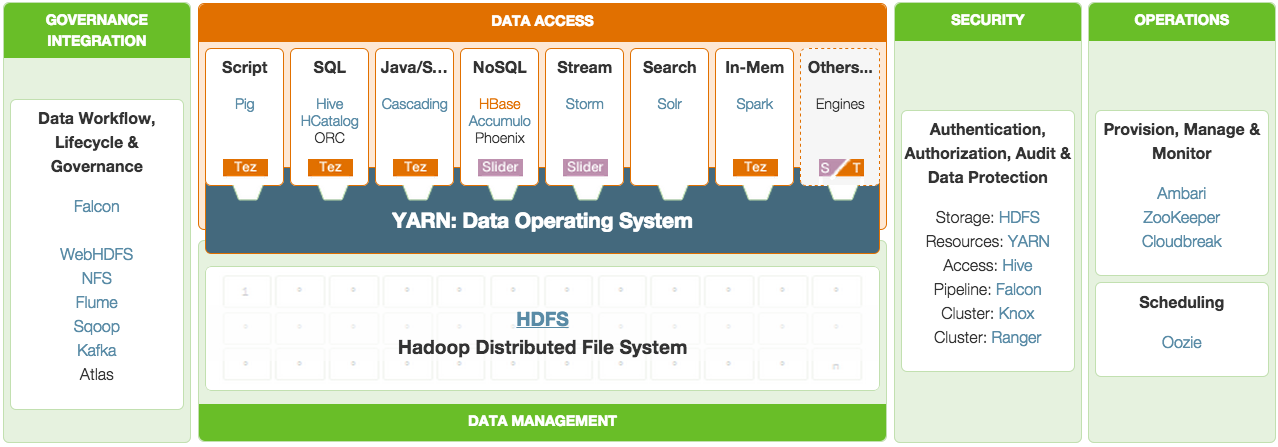 GOVERNANCE
INTEGRATION
Data Workflow,
Lifecycle &
Governance
Falcon
WebHDFS
NFS
Flume
Sqoop
Kafka
Atlas
DATA ACCESS
Script
Pig
Tez
SQL
Hive
HCatalog
ORC
Tez
Java/S...
Cascading
Tez
NoSQL
HBase
Accumulo
Phoenix
Slider
Stream
Storm
Slider
Search
Solr
In-Mem
Spark
Tez
Others...
Engines
S T
YARN: Data Operating System
1
HDFS
Hadoop Distributed File System
n
DATA MANAGEMENT
SECURITY
Authentication,
Authorization, Audit &
Data Protection
Storage: HDFS
Resources: YARN
Access: Hive
Pipeline: Falcon
Cluster: Knox
Cluster: Ranger
OPERATIONS
Provision, Manage &
Monitor
Ambari
ZooKeeper
Cloudbreak
Scheduling
Oozie